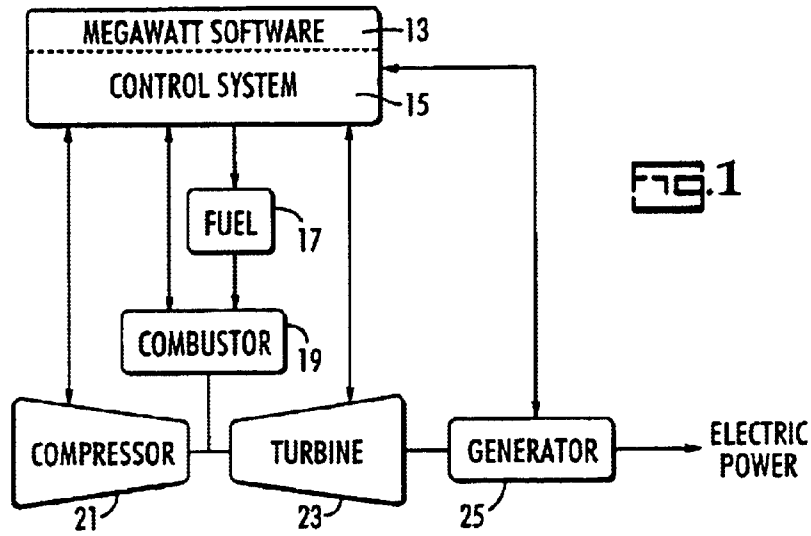 MEGAWATT SOFTWARE 13
CONTROL SYSTEM
15
FIG.1
FUEL
17
COMBUSTOR
19
COMPRESSOR
21
TURBINE
23
GENERATOR
25
ELECTRIC
POWER